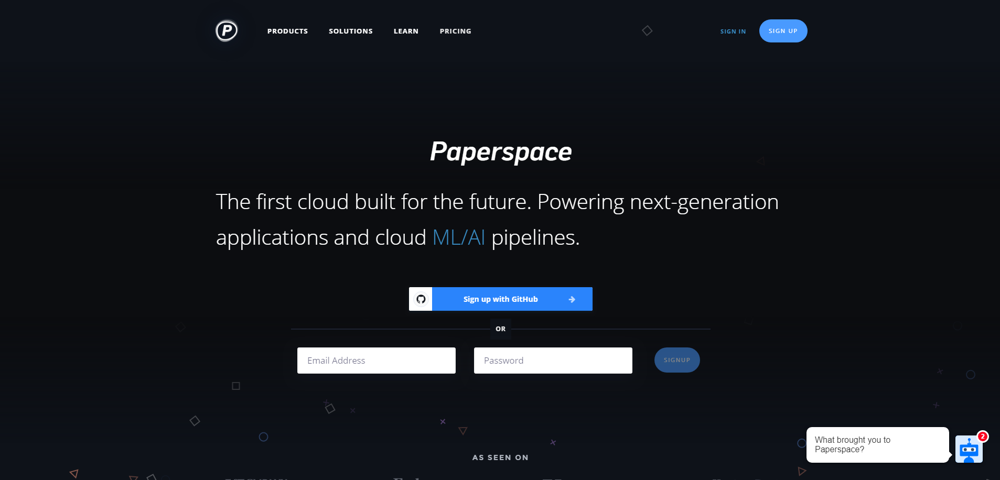 P
PRODUCTS
SOLUTIONS
LEARN
PRICING
SIGN IN
SIGN UP
Paperspace
The first cloud built for the future. Powering next-generation
applications and cloud ML/AI pipelines.
Sign up with GitHub
OR
Email Address
Password
SIGNUP
What brought you to
Paperspace?
2
AS SEEN ON